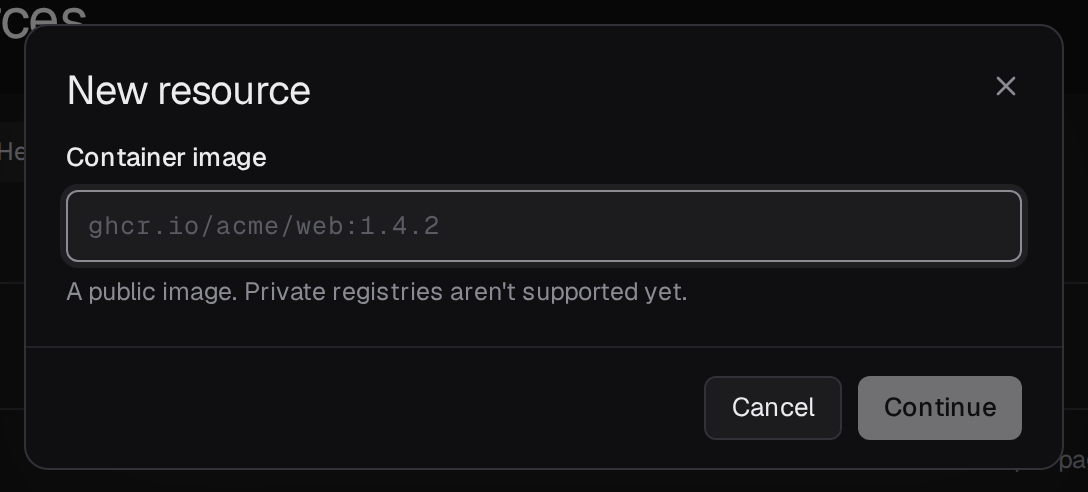 New resource
Container image
ghcr.io/acme/web:1.4.2
A public image. Private registries aren't supported yet.
Cancel
Continue